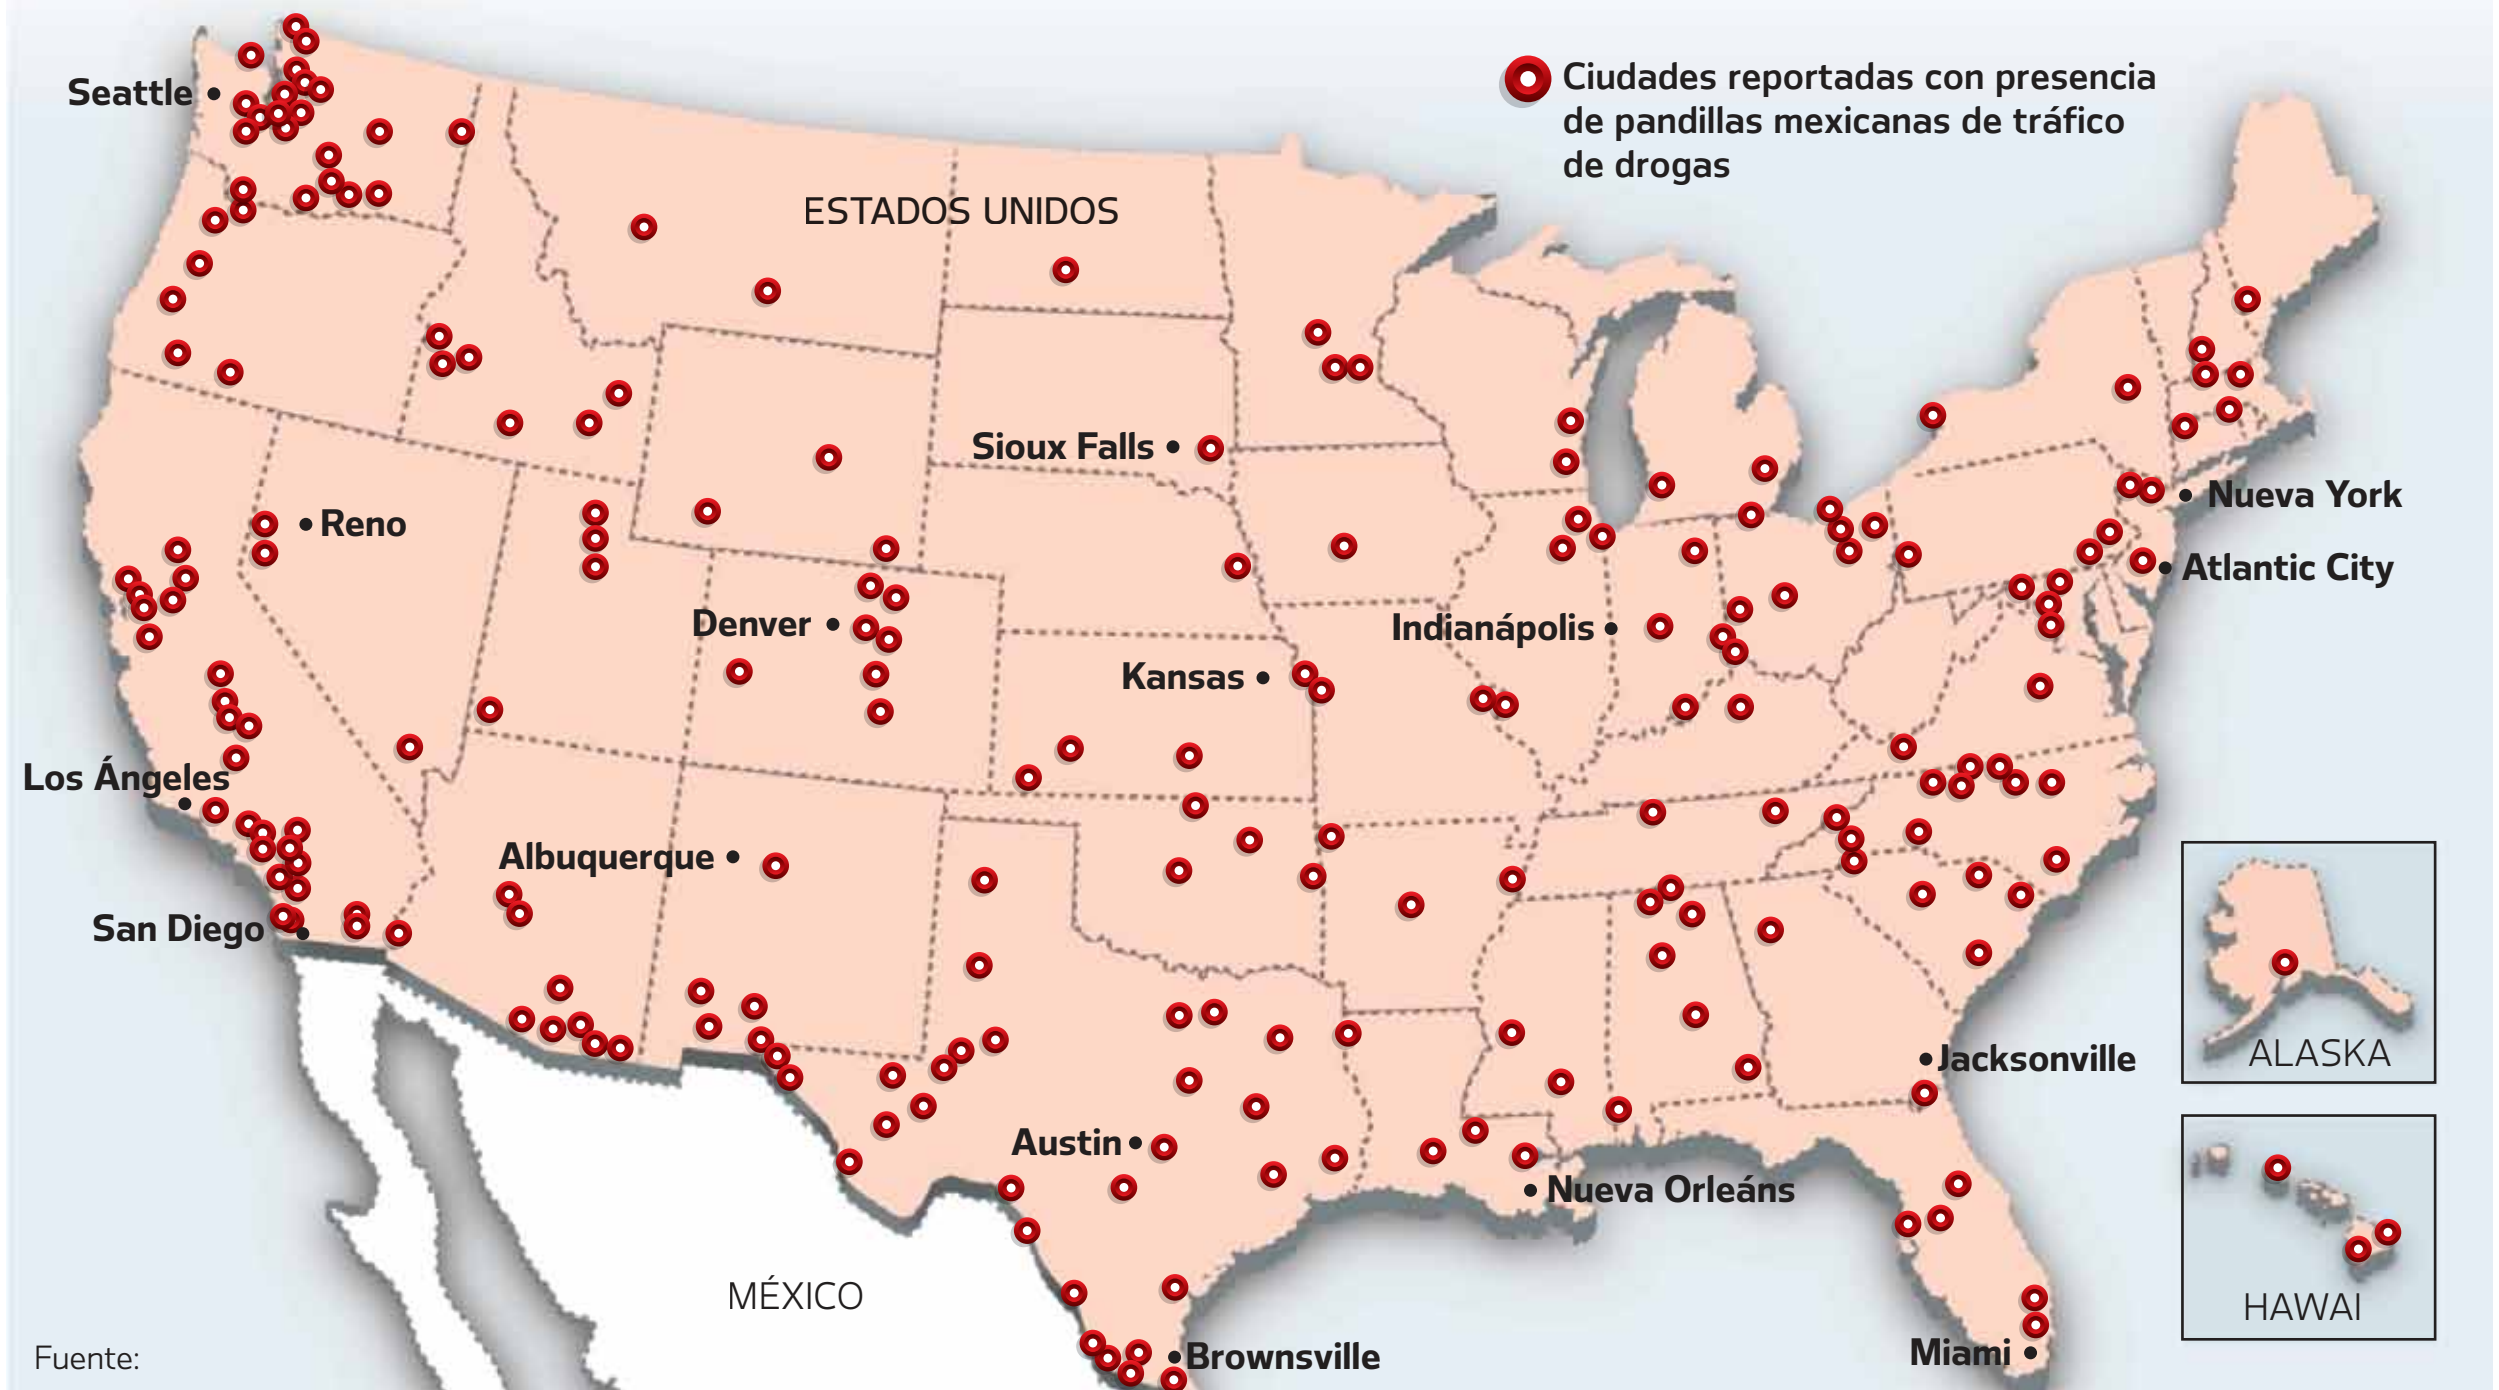 Ciudades reportadas con presencia
de pandillas mexicanas de tráfico
de drogas
Seattle
ESTADOS UNIDOS
Sioux Falls
Nueva York
Reno
Atlantic City
Denver
Indianápolis
Kansas
Los Ángeles
Albuquerque
San Diego
ALASKA
Jacksonville
Austin
Nueva Orleáns
MÉXICO
HAWAI
Miami
Brownsville
Fuente: